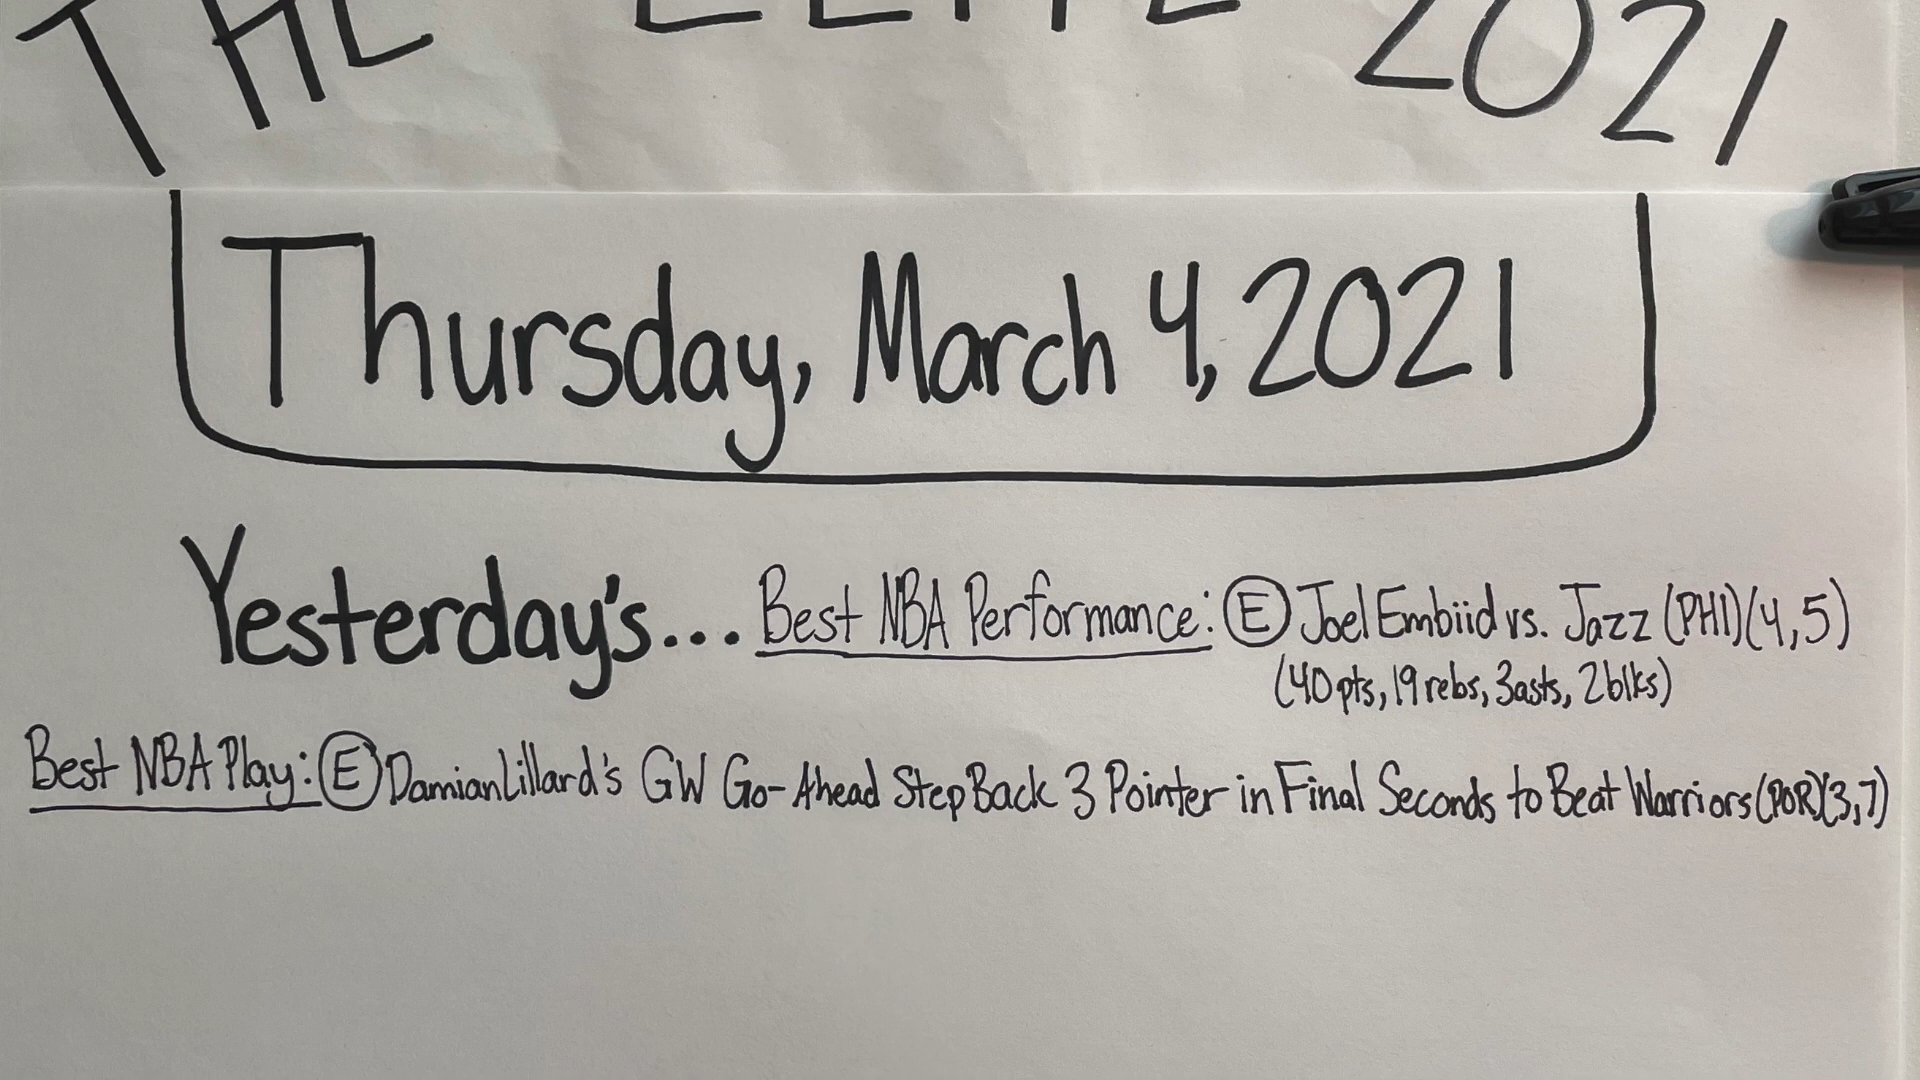 THE ELITE 2021
Thursday, March 4, 2021
Yesterday's... Best NBA Performance: E Joel Embiid vs. Jazz (PHI)(4,5)
(40 pts, 19 rebs, 3 asts, 2 blks)
Best NBA Play: E Damian Lillard's GW Go-Ahead Step Back 3 Pointer in Final Seconds to Beat Warriors (POR)(3,7)